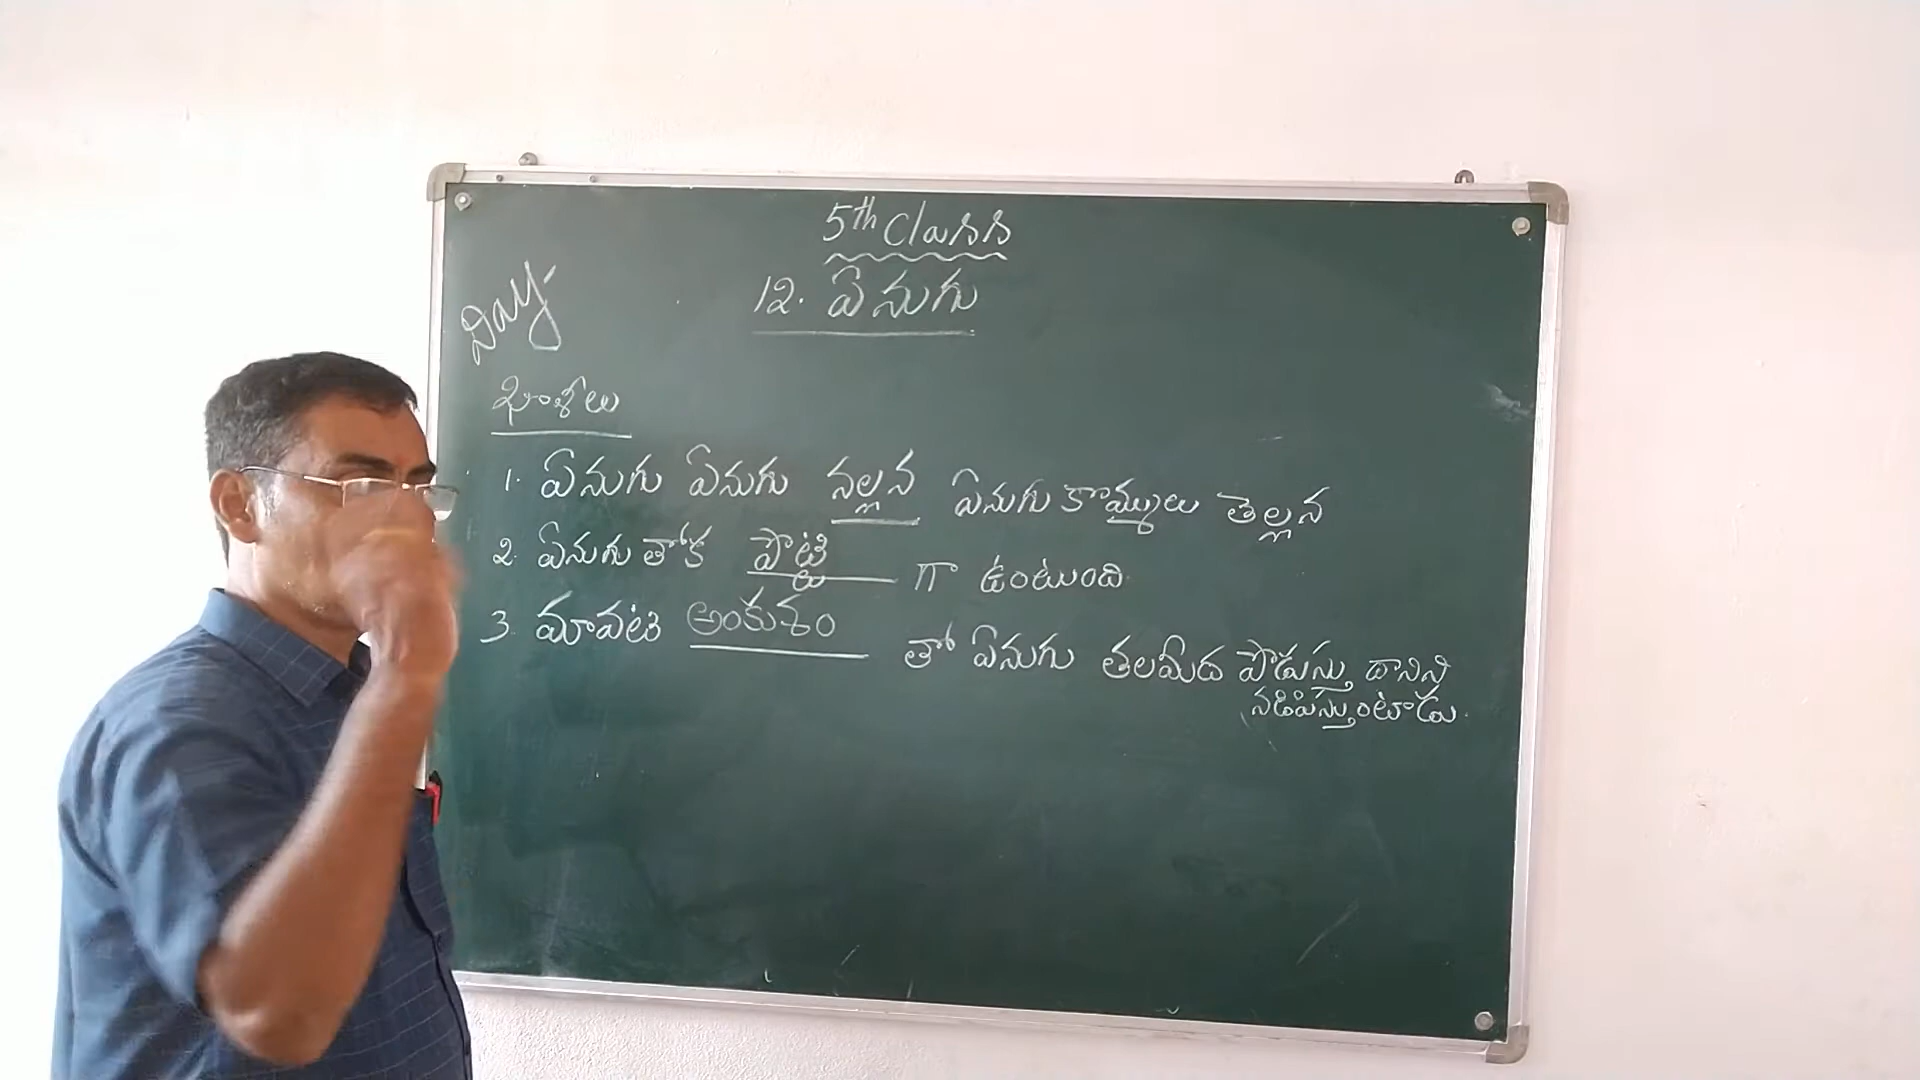 5th Class
12. ఏనుగు
Day-
ఖాళీలు
1. ఏనుగు ఏనుగు నల్లన ఏనుగు కొమ్ములు తెల్లన
2. ఏనుగు తోక పొట్టి గా ఉంటుంది.
3. మావటి అంకుశం తో ఏనుగు తలమీద పొడుస్తు దానిని
నడిపిస్తుంటాడు.